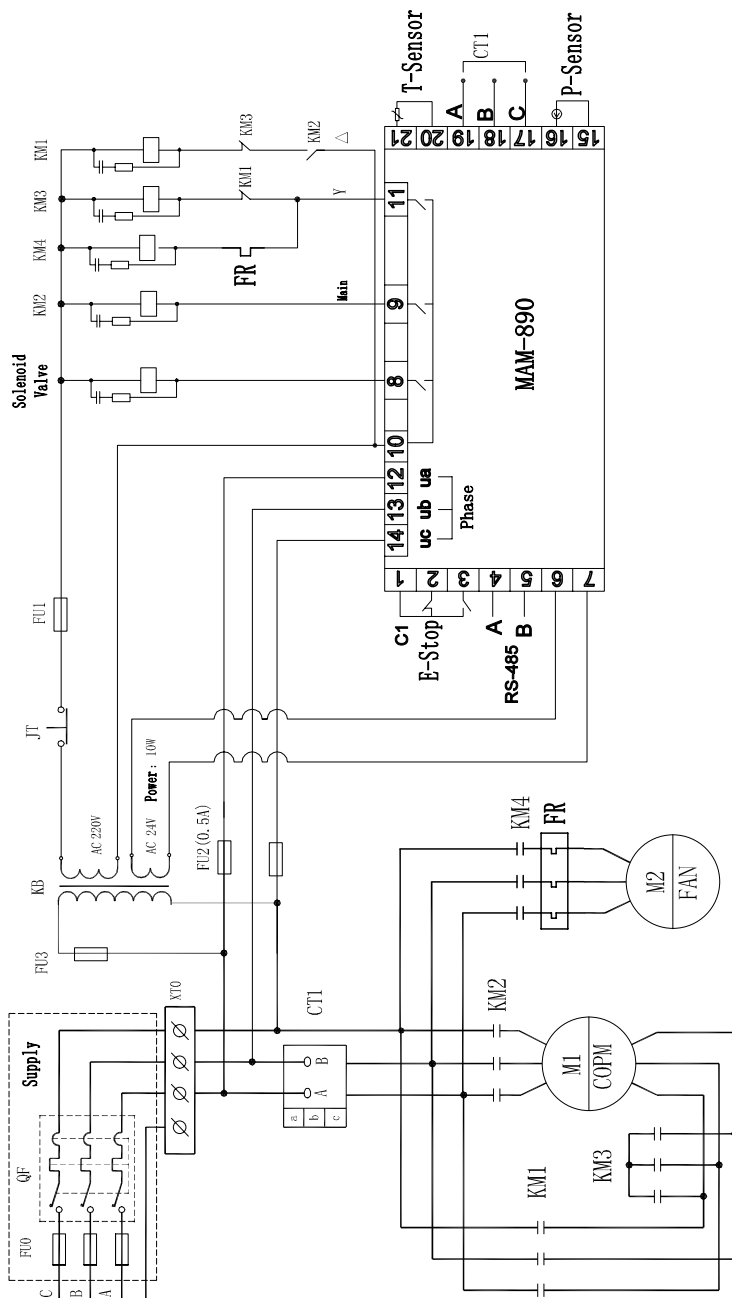 T-Sensor
CT1
P-Sensor
A
B
C
21
20
19
18
17
16
15
KM1
KM3
KM4
KM2
Solenoid
Valve
KM3
KM2
△
KM1
Y
FR
Main
11
9
8
10
12
13
14
ua
ub
uc
Phase
MAM-890
1
2
3
4
5
6
7
C1
E-Stop
A
B
RS-485
FU1
JT
AC 220V
AC 24V
Power: 10W
KB
FU2(0.5A)
FU3
XT0
CT1
Supply
QF
FU0
C
B
A
B
A
a
b
c
KM4
FR
M2
FAN
KM2
M1
COPM
KM1
KM3